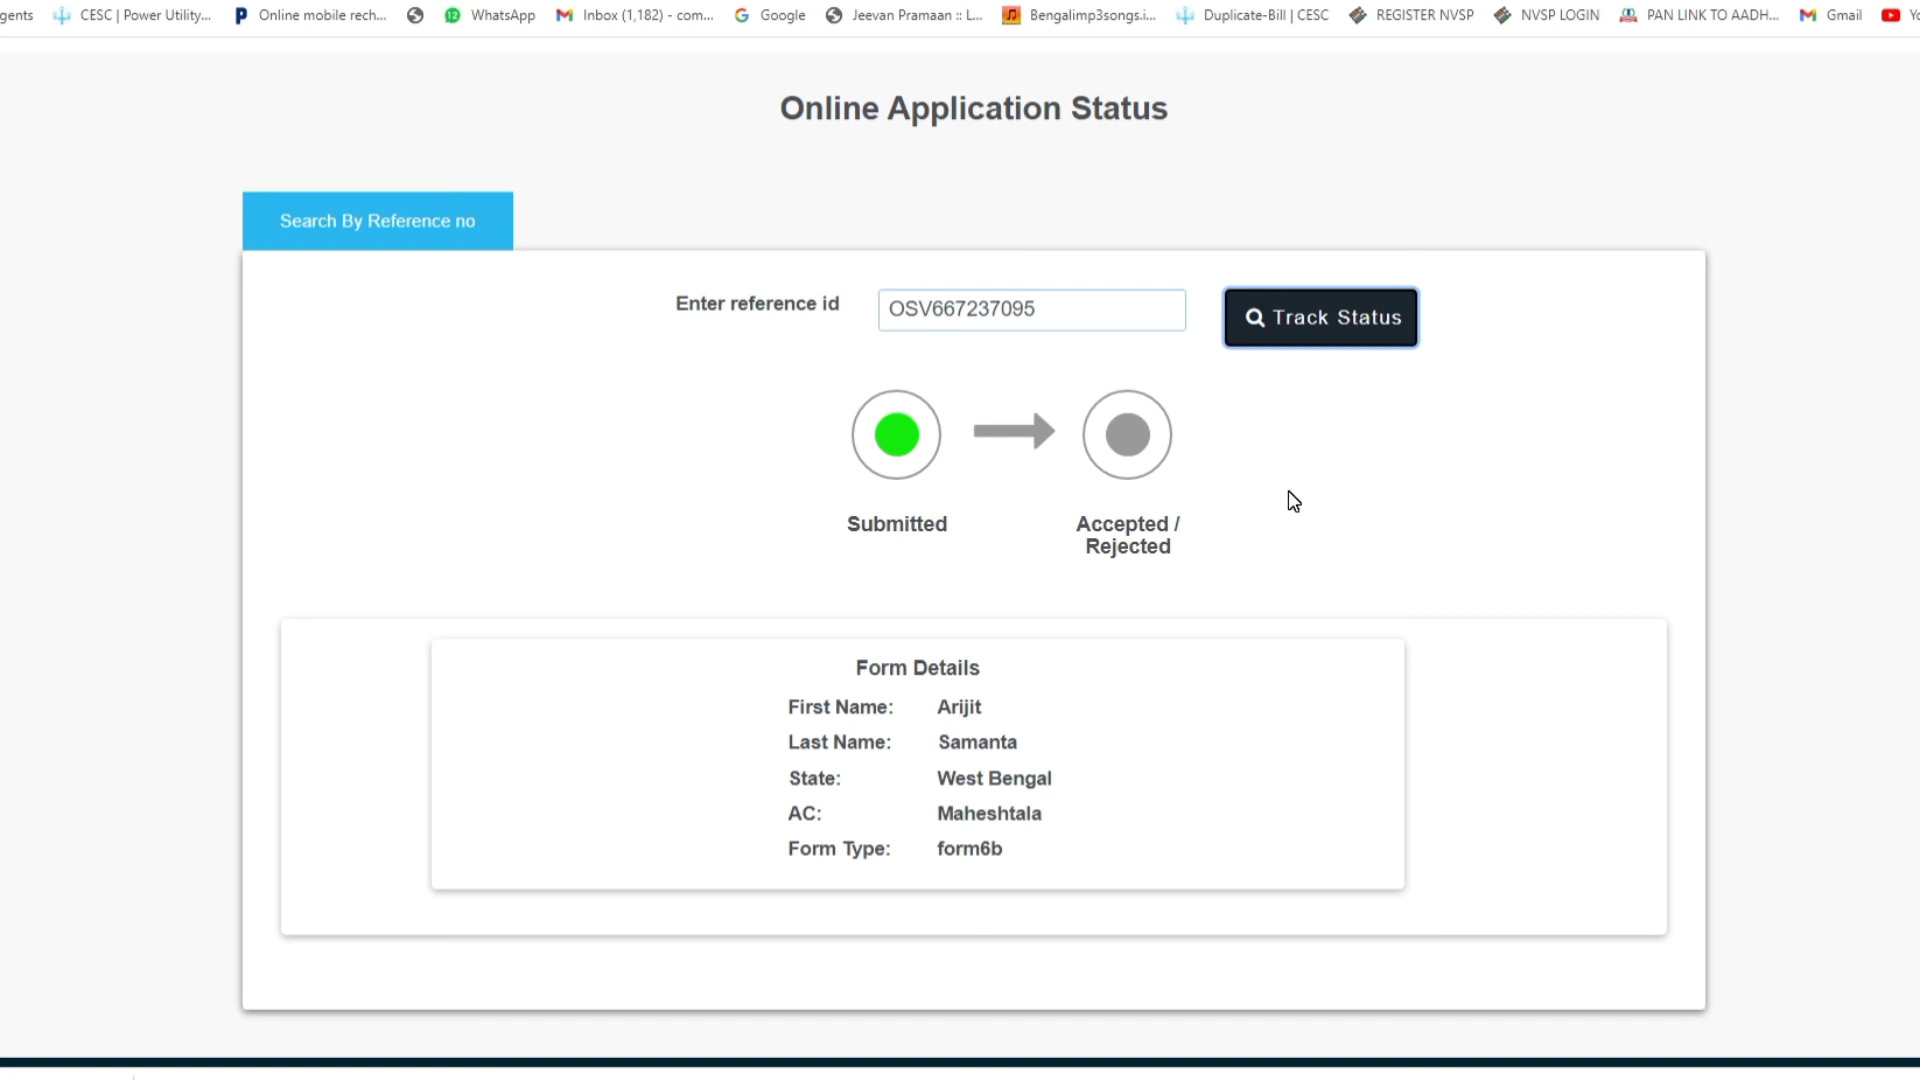 gents CESC | Power Utility... Online mobile rech... 12 WhatsApp Inbox (1,182) - com... Google Jeevan Pramaan :: L... Bengalimp3songs.i... Duplicate-Bill | CESC REGISTER NVSP NVSP LOGIN PAN LINK TO AADH... Gmail Yo
Online Application Status
Search By Reference no
Enter reference id OSV667237095 Track Status
Submitted
Accepted /
Rejected
Form Details
First Name: Arijit
Last Name: Samanta
State: West Bengal
AC: Maheshtala
Form Type: form6b